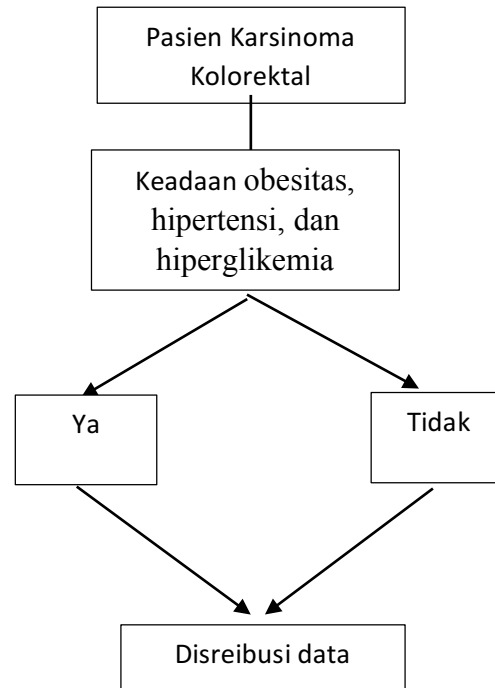 Pasien Karsinoma
Kolorektal
Keadaan obesitas,
hipertensi, dan
hiperglikemia
Ya
Tidak
Disreibusi data